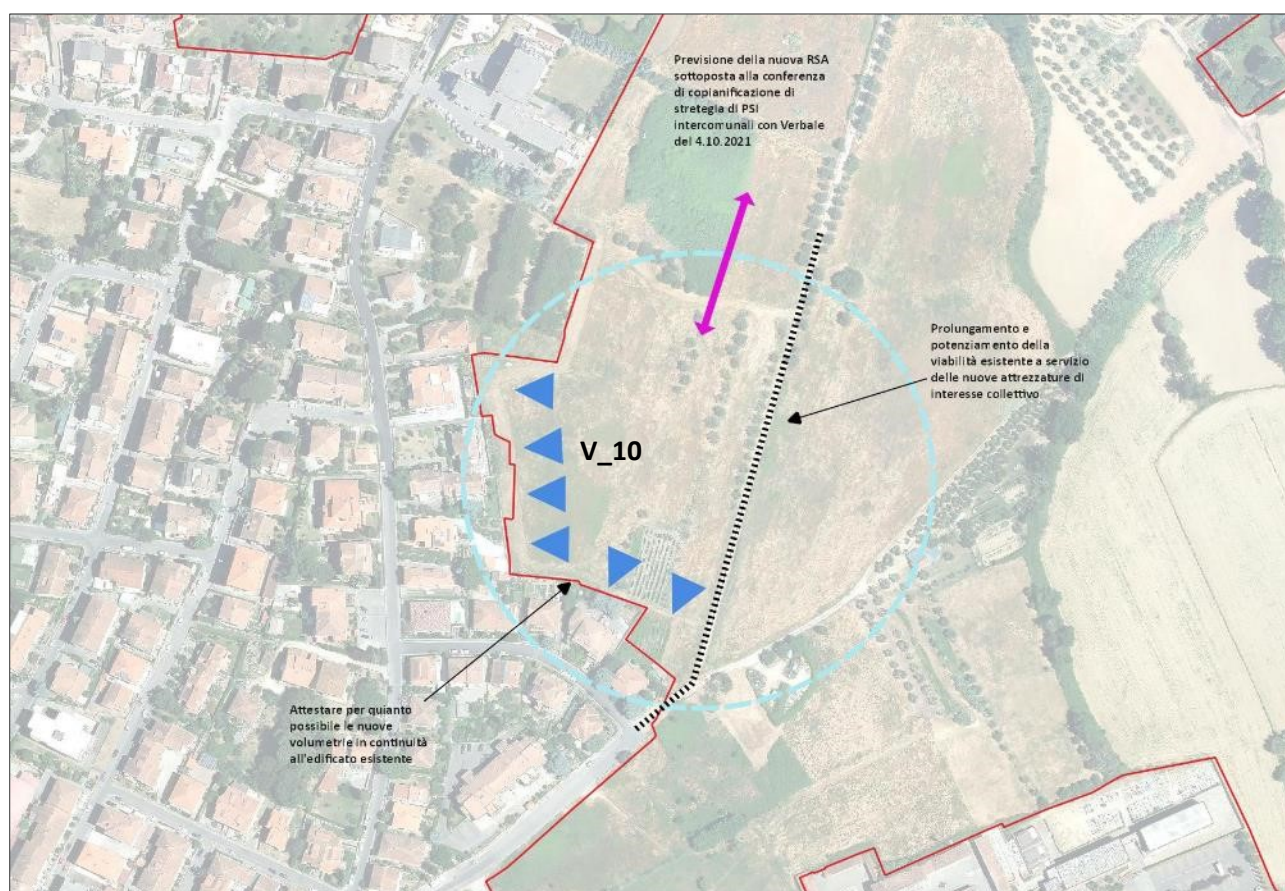 Previsione della nuova RSA
sottoposta alla conferenza
di copianificazione di
stretegia di PSI
intercomunali con Verbale
del 4.10.2021
Prolungamento e
potenziamento della
viabilità esistente a servizio
delle nuove attrezzature di
interesse collettivo
V_10
Attestare per quianto
possibile le nuove
volumetrie in continuità
all'edificato esistente